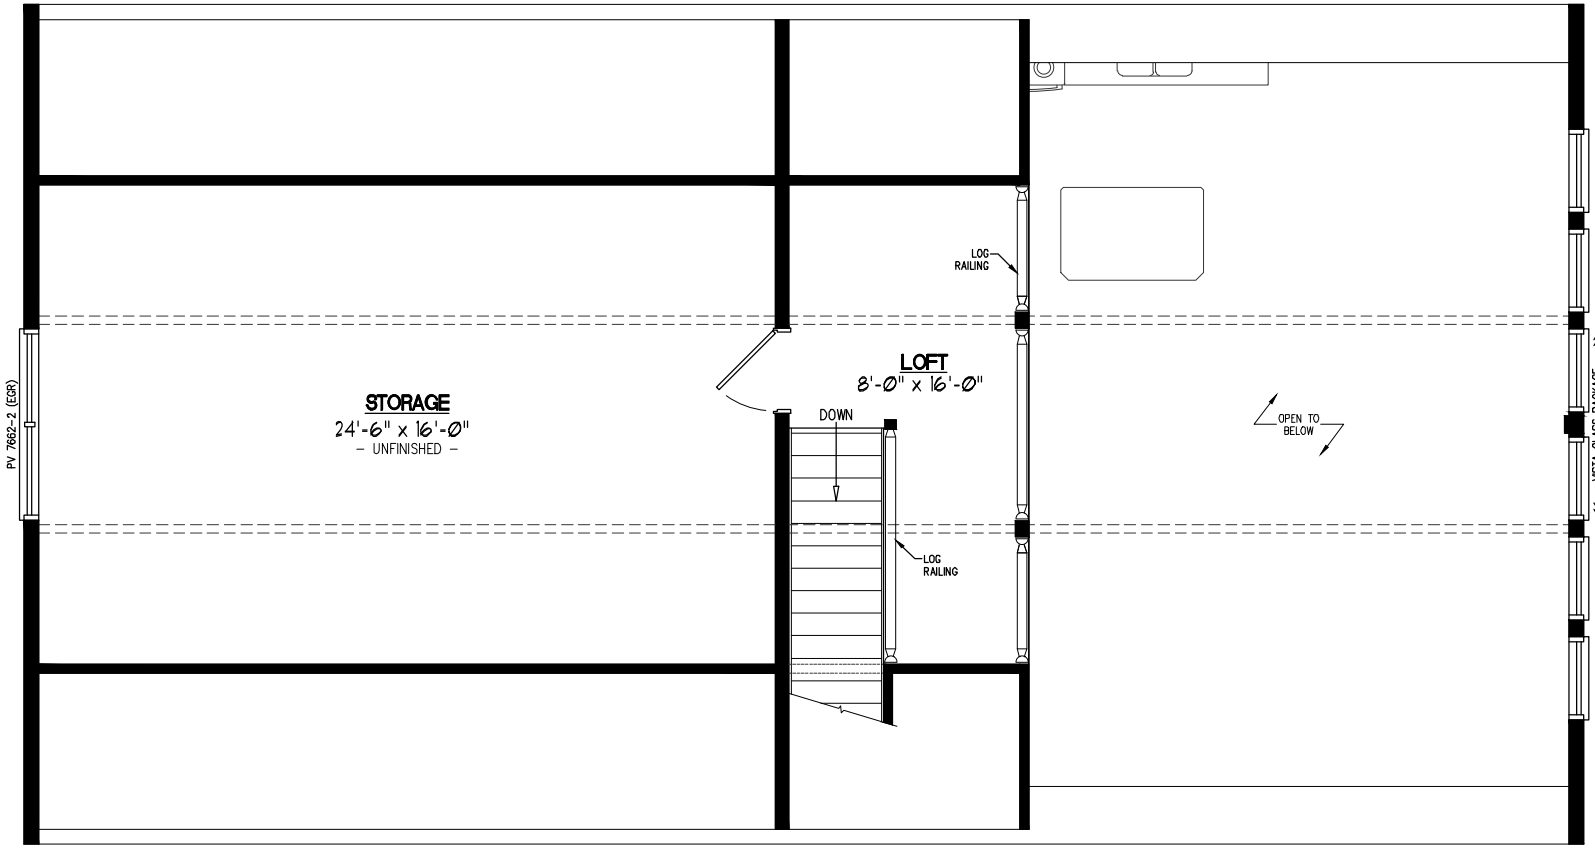 LOG
RAILING
LOFT
8'-0" x 16'-0"
STORAGE
24'-6" x 16'-0"
- UNFINISHED -
DOWN
OPEN TO
BELOW
LOG
RAILING
PV 7662-2 (EGR)